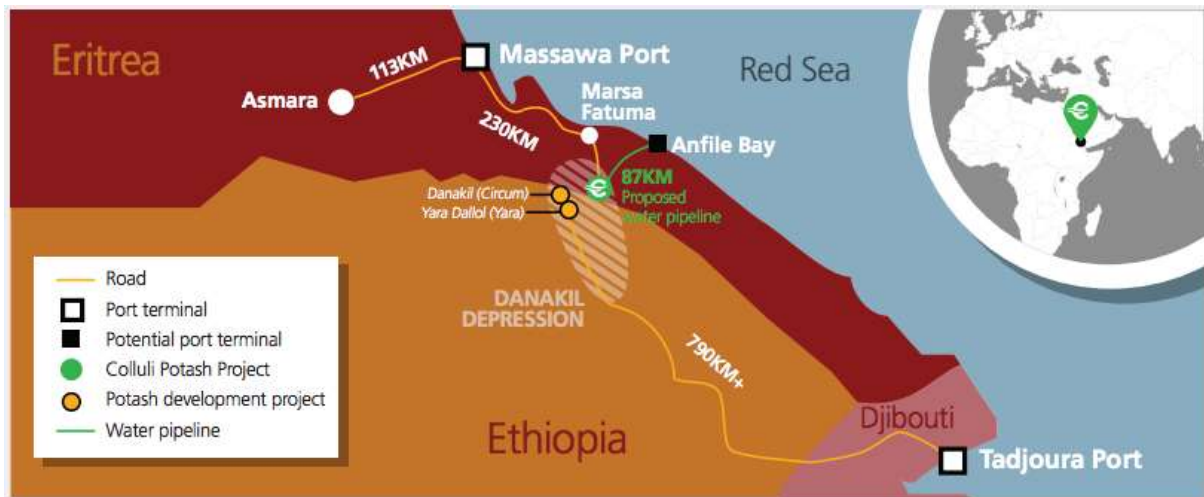 Eritrea
113KM
Massawa Port
Red Sea
Asmara
Marsa
Fatuma
230KM
Anfile Bay
87KM
Proposed
water pipeline
Danakil (Circum)
Yara Dallol (Yara)
DANAKIL
DEPRESSION
790KM+
Road
Port terminal
Potential port terminal
Colluli Potash Project
Potash development project
Water pipeline
Ethiopia
Djibouti
Tadjoura Port